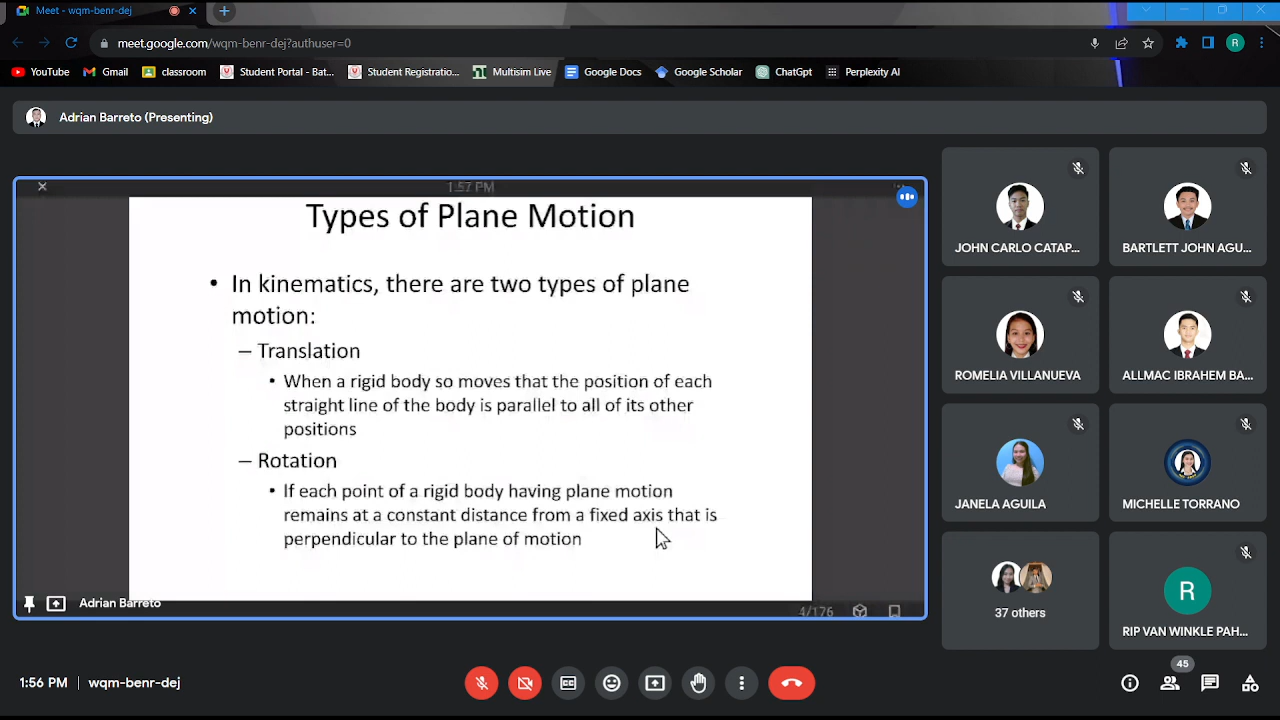 Meet - wqm-benr-dej
meet.google.com/wqm-benr-dej?authuser=0
R
YouTube
Gmail
classroom
Student Portal - Bat...
Student Registratio...
Multisim Live
Google Docs
Google Scholar
ChatGpt
Perplexity AI
Adrian Barreto (Presenting)
1:57 PM
Types of Plane Motion
• In kinematics, there are two types of plane
motion:
– Translation
• When a rigid body so moves that the position of each
straight line of the body is parallel to all of its other
positions
– Rotation
• If each point of a rigid body having plane motion
remains at a constant distance from a fixed axis that is
perpendicular to the plane of motion
Adrian Barreto
4/176
JOHN CARLO CATAP...
BARTLETT JOHN AGU...
ROMELIA VILLANUEVA
ALLMAC IBRAHEM BA...
JANELA AGUILA
MICHELLE TORRANO
37 others
R
RIP VAN WINKLE PAH...
1:56 PM | wqm-benr-dej
45